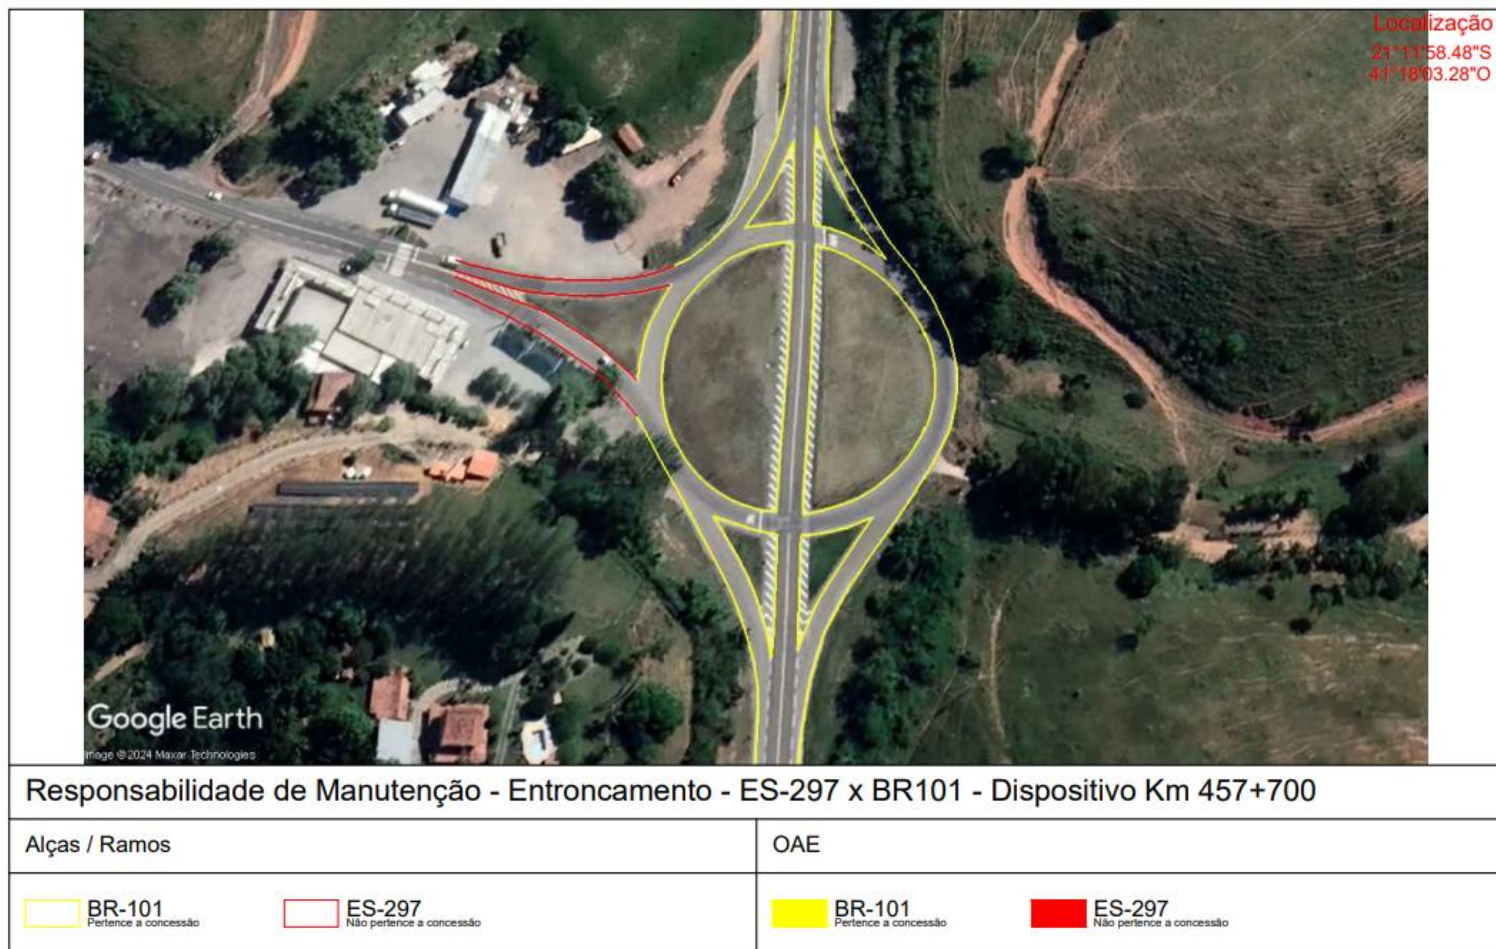 Localização
21°11'58.48"S
41°18'03.28"O
Google Earth
Image © 2024 Maxar Technologies
Responsabilidade de Manutenção - Entroncamento - ES-297 x BR101 - Dispositivo Km 457+700
Alças / Ramos
OAE
BR-101
Pertence a concessão
ES-297
Não pertence a concessão
BR-101
Pertence a concessão
ES-297
Não pertence a concessão